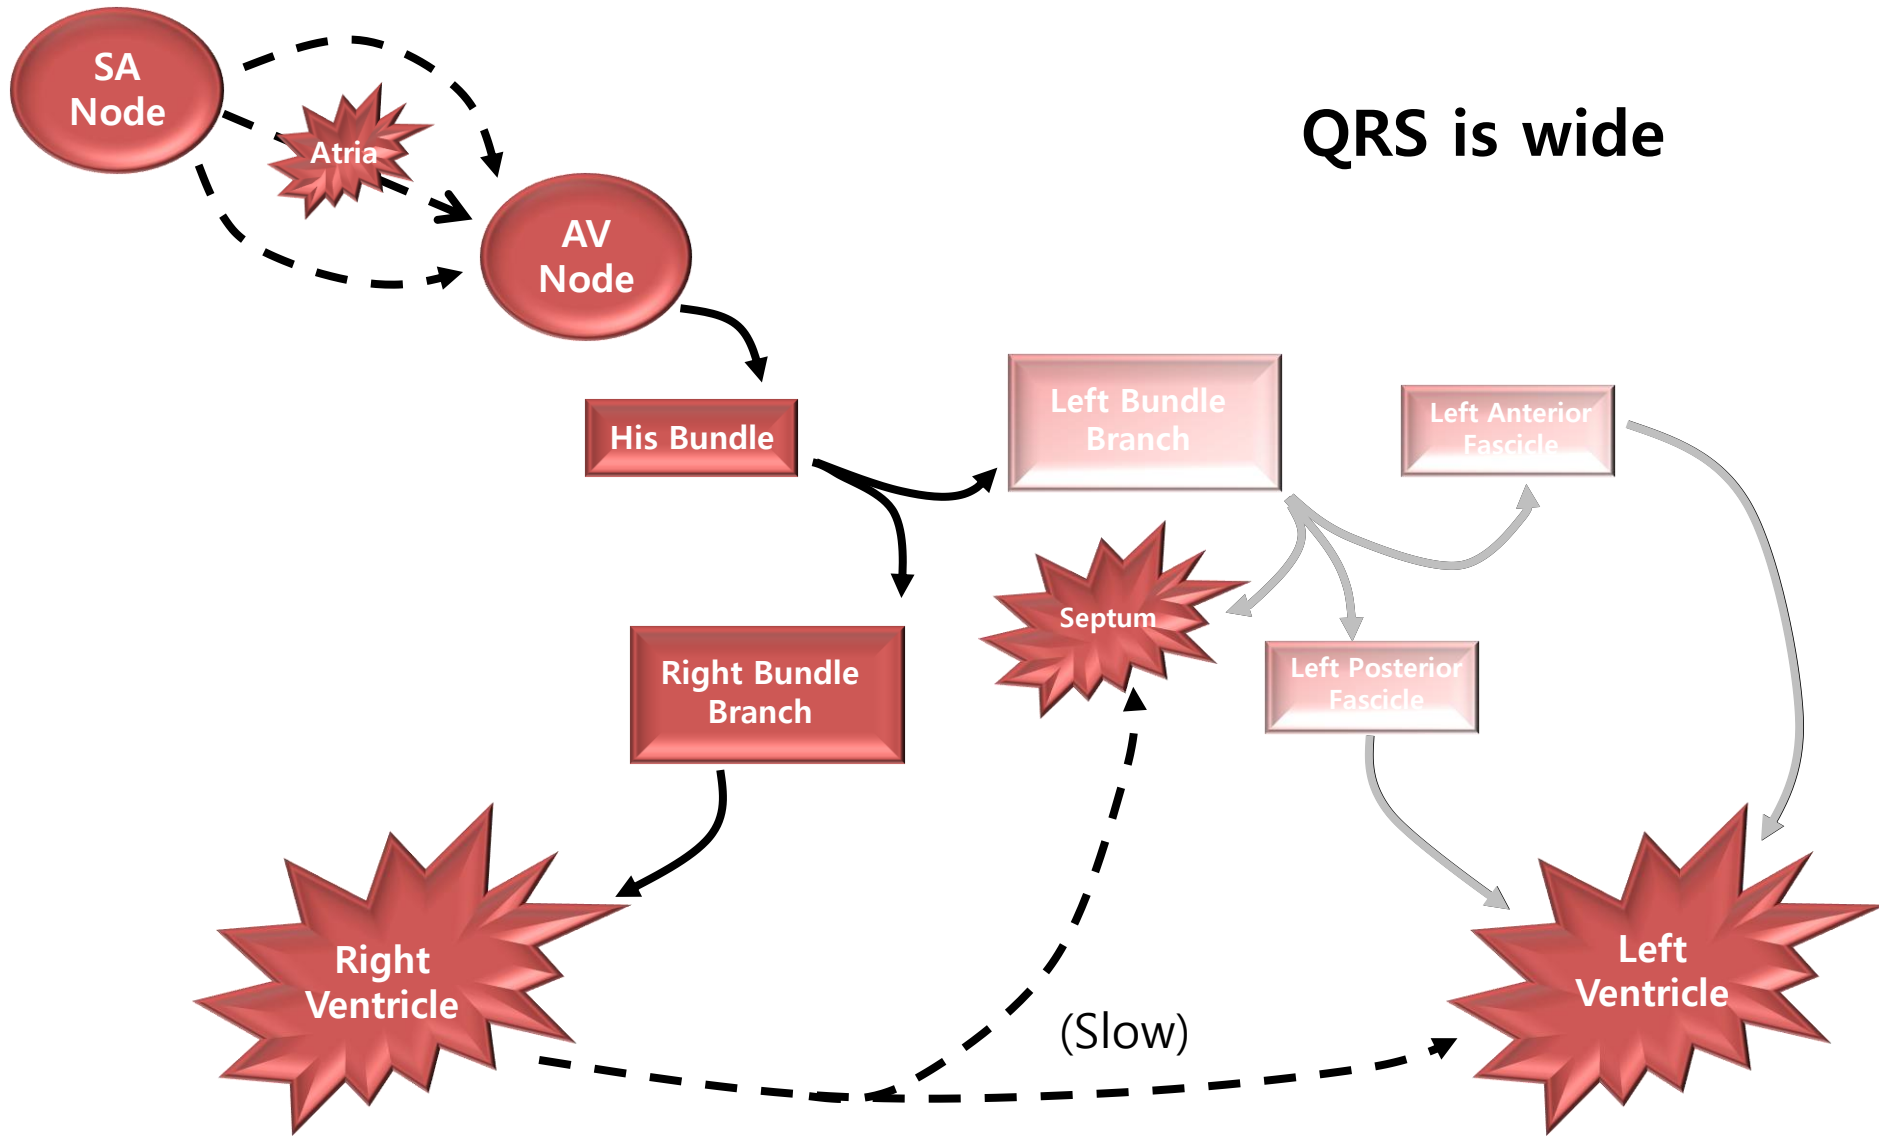 SA
Node
Atria
QRS is wide
AV
Node
His Bundle
Left Bundle
Branch
Left Anterior
Fascicle
Septum
Right Bundle
Branch
Left Posterior
Fascicle
Right
Ventricle
(Slow)
Left
Ventricle